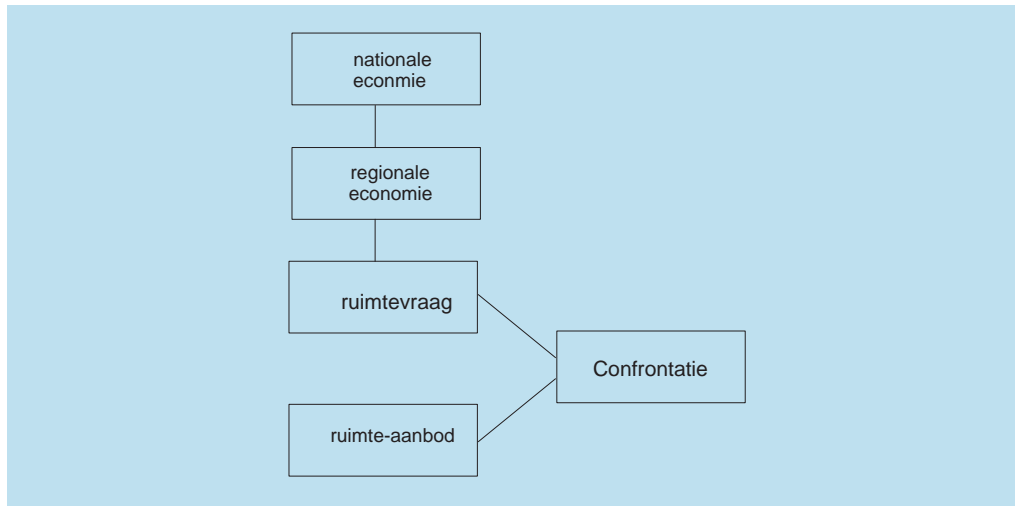 nationale
econmie
regionale
economie
ruimtevraag
Confrontatie
ruimte-aanbod